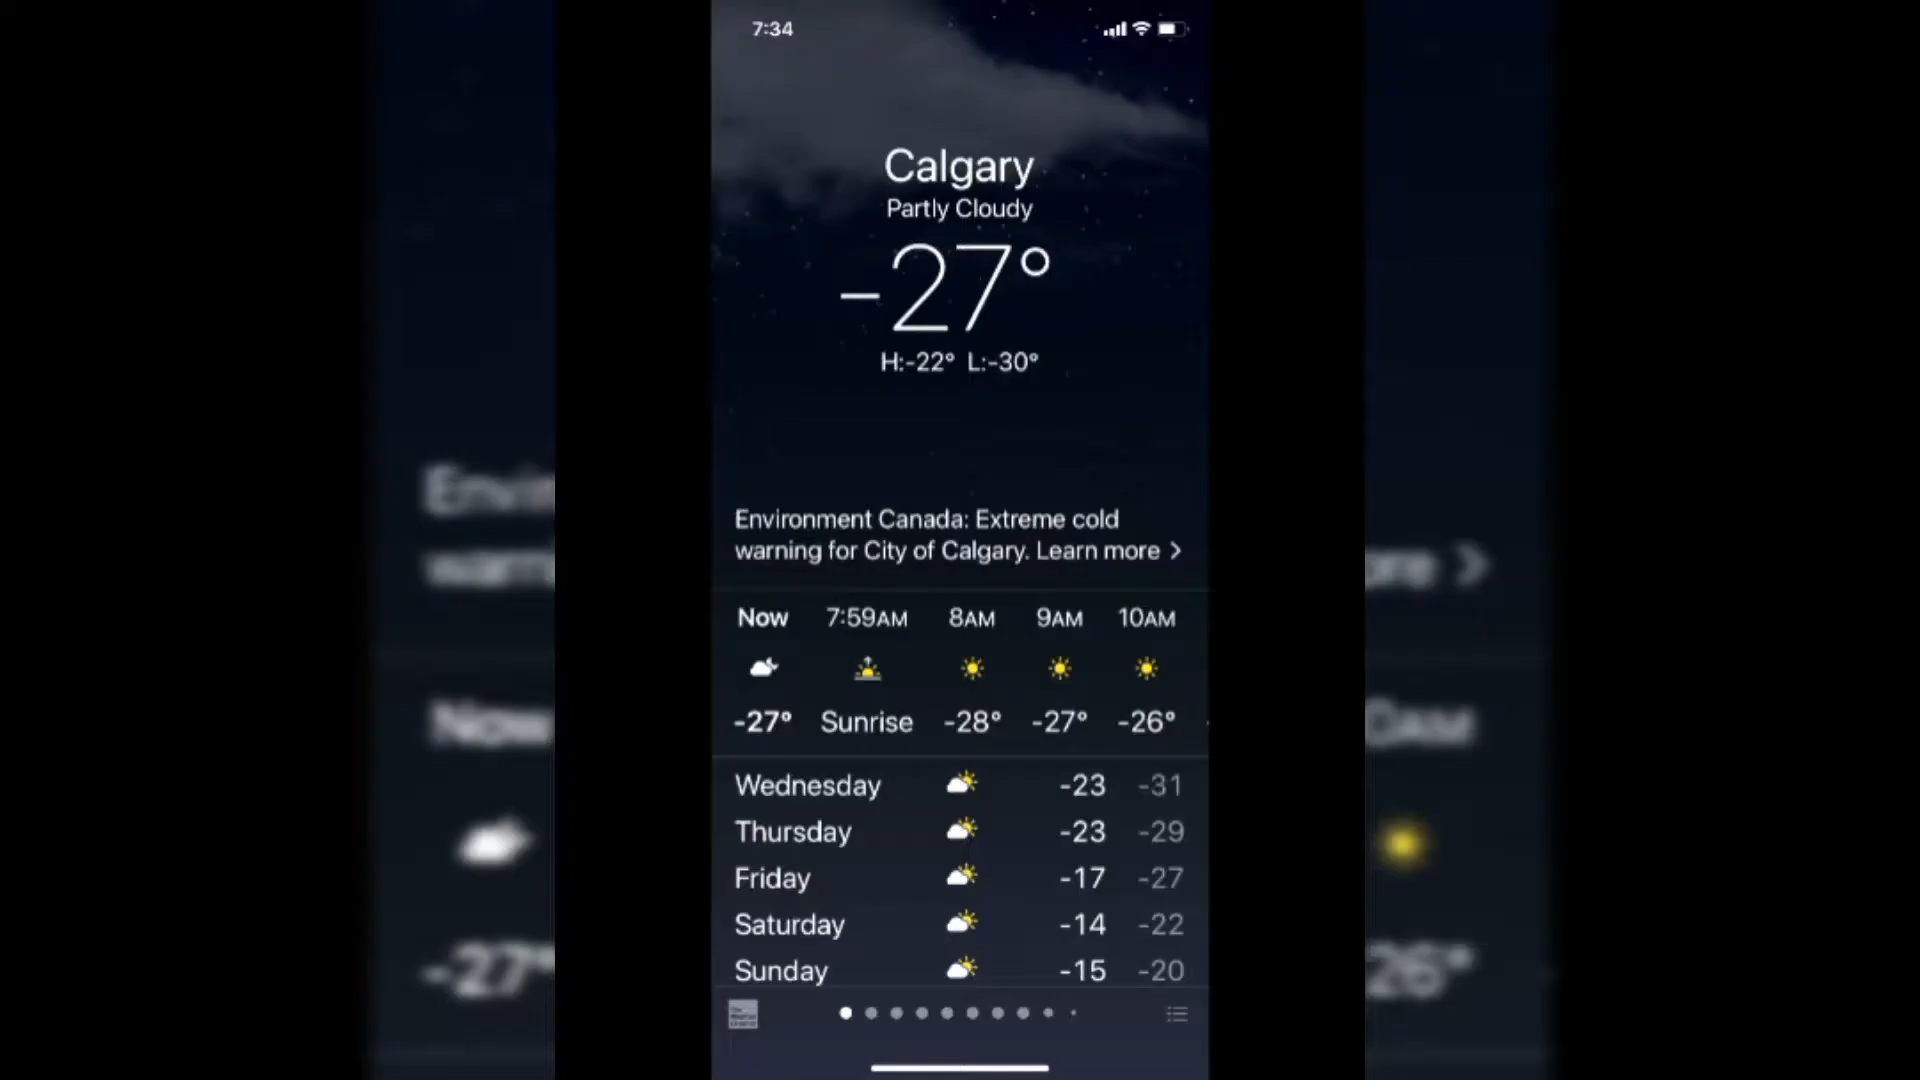 7:34
Calgary
Partly Cloudy
-27°
H:-22° L:-30°
Environment Canada: Extreme cold
warning for City of Calgary. Learn more >
Now 7:59AM 8AM 9AM 10AM
-27° Sunrise -28° -27° -26°
Wednesday -23 -31
Thursday -23 -29
Friday -17 -27
Saturday -14 -22
Sunday -15 -20